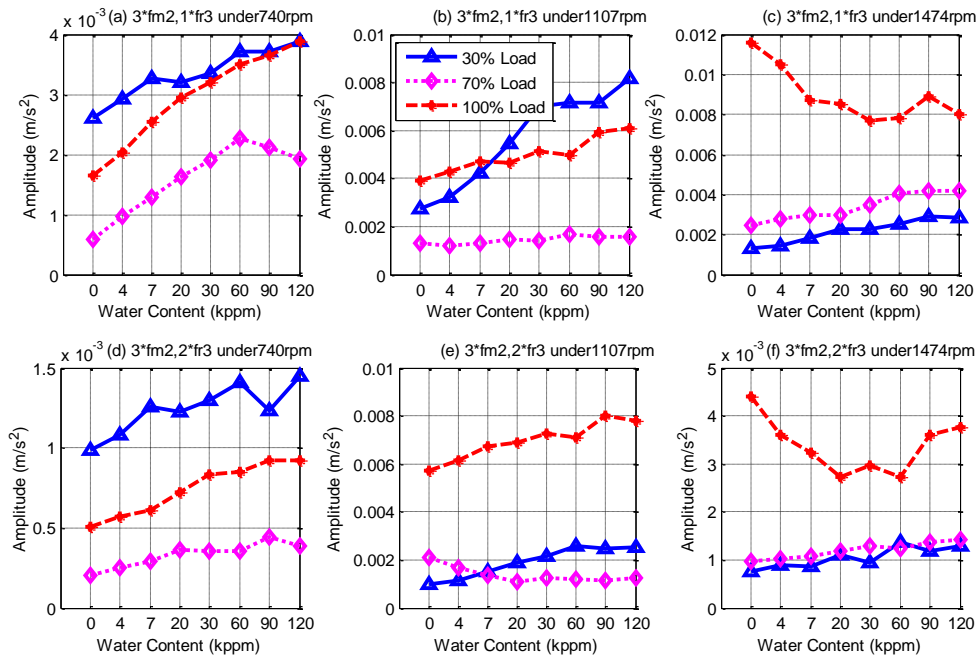 x 10⁻³ (a) 3*fm2,1*fr3 under740rpm
4
3
2
1
0
Amplitude (m/s²)
0 4 7 20 30 60 90 120
Water Content (kppm)
(b) 3*fm2,1*fr3 under1107rpm
0.01
0.008
0.006
0.004
0.002
0
Amplitude (m/s²)
30% Load
70% Load
100% Load
0 4 7 20 30 60 90 120
Water Content (kppm)
(c) 3*fm2,1*fr3 under1474rpm
0.012
0.01
0.008
0.006
0.004
0.002
0
Amplitude (m/s²)
0 4 7 20 30 60 90 120
Water Content (kppm)
x 10⁻³ (d) 3*fm2,2*fr3 under740rpm
1.5
1
0.5
0
Amplitude (m/s²)
0 4 7 20 30 60 90 120
Water Content (kppm)
(e) 3*fm2,2*fr3 under1107rpm
0.01
0.008
0.006
0.004
0.002
0
Amplitude (m/s²)
0 4 7 20 30 60 90 120
Water Content (kppm)
x 10⁻³ (f) 3*fm2,2*fr3 under1474rpm
5
4
3
2
1
0
Amplitude (m/s²)
0 4 7 20 30 60 90 120
Water Content (kppm)